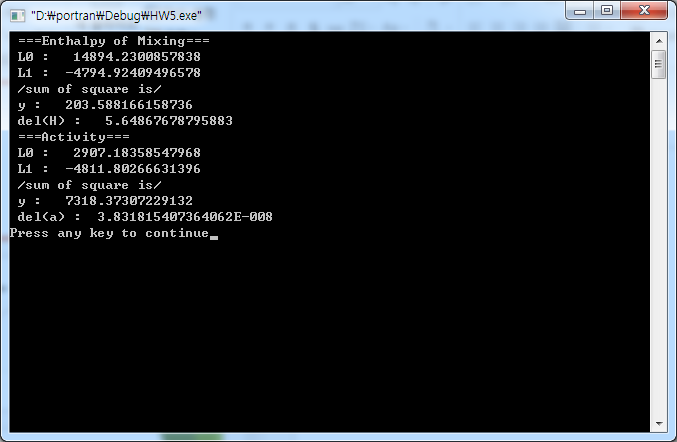 "D:₩portran₩Debug₩HW5.exe"
===Enthalpy of Mixing===
L0 :   14894.2300857838
L1 :  -4794.92409496578
/sum of square is/
y :   203.588166158736
del(H) :   5.64867678795883
===Activity===
L0 :   2907.18358547968
L1 :  -4811.80266631396
/sum of square is/
y :   7318.37307229132
del(a) :  3.831815407364062E-008
Press any key to continue_